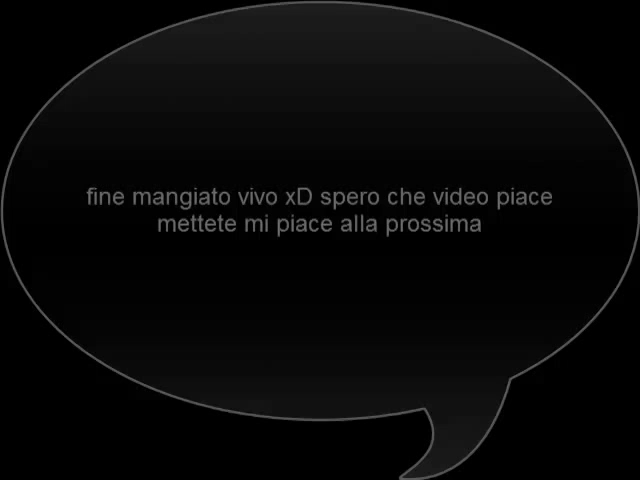 fine mangiato vivo xD spero che video piace
mettete mi piace alla prossima